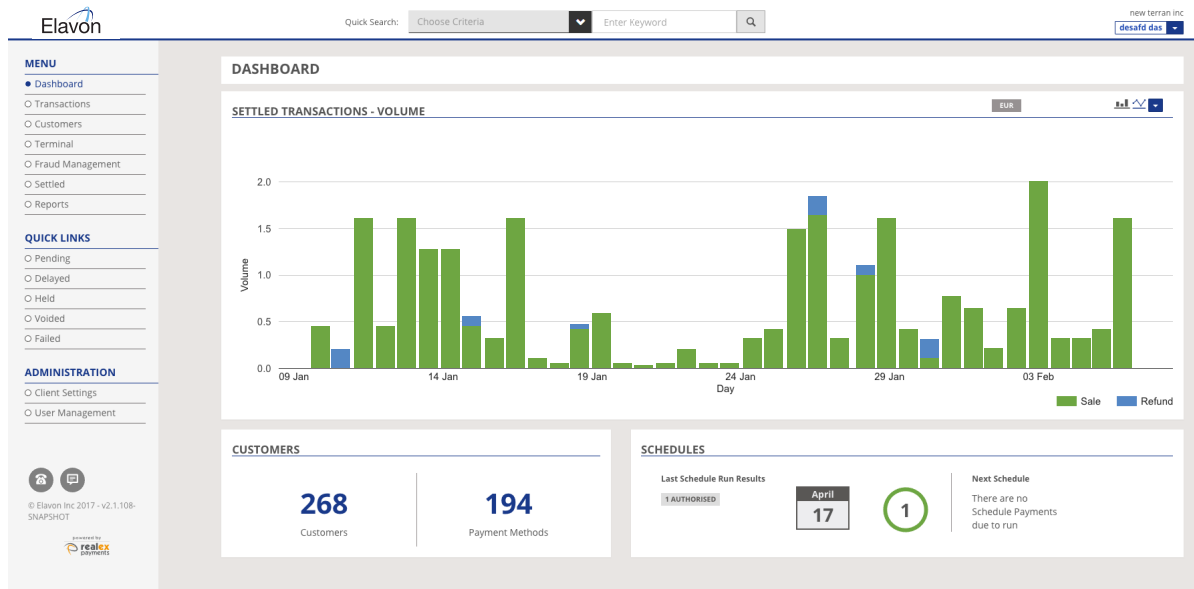 Elavon
Quick Search:
Choose Criteria
Enter Keyword
new terran inc
desafd das
MENU
Dashboard
Transactions
Customers
Terminal
Fraud Management
Settled
Reports
QUICK LINKS
Pending
Delayed
Held
Voided
Failed
ADMINISTRATION
Client Settings
User Management
© Elavon Inc 2017 - v2.1.108-
SNAPSHOT
powered by
realex
payments
DASHBOARD
SETTLED TRANSACTIONS - VOLUME
EUR
2.0
1.5
1.0
0.5
0.0
Volume
09 Jan
14 Jan
19 Jan
24 Jan
29 Jan
03 Feb
Day
Sale
Refund
CUSTOMERS
268
Customers
194
Payment Methods
SCHEDULES
Last Schedule Run Results
1 AUTHORISED
April
17
1
Next Schedule
There are no
Schedule Payments
due to run